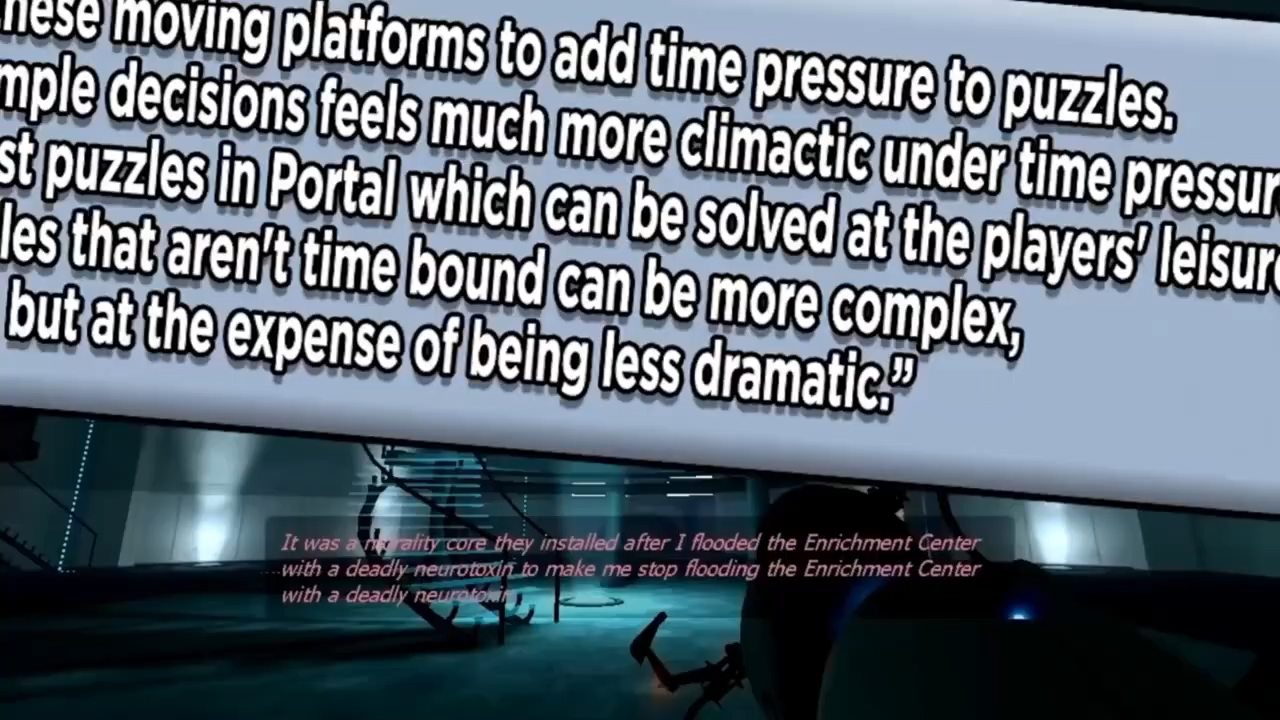 hese moving platforms to add time pressure to puzzles.
mple decisions feels much more climactic under time pressur
st puzzles in Portal which can be solved at the players' leisure
les that aren't time bound can be more complex,
but at the expense of being less dramatic.”
It was a morality core they installed after I flooded the Enrichment Center
with a deadly neurotoxin to make me stop flooding the Enrichment Center
with a deadly neurotoxin